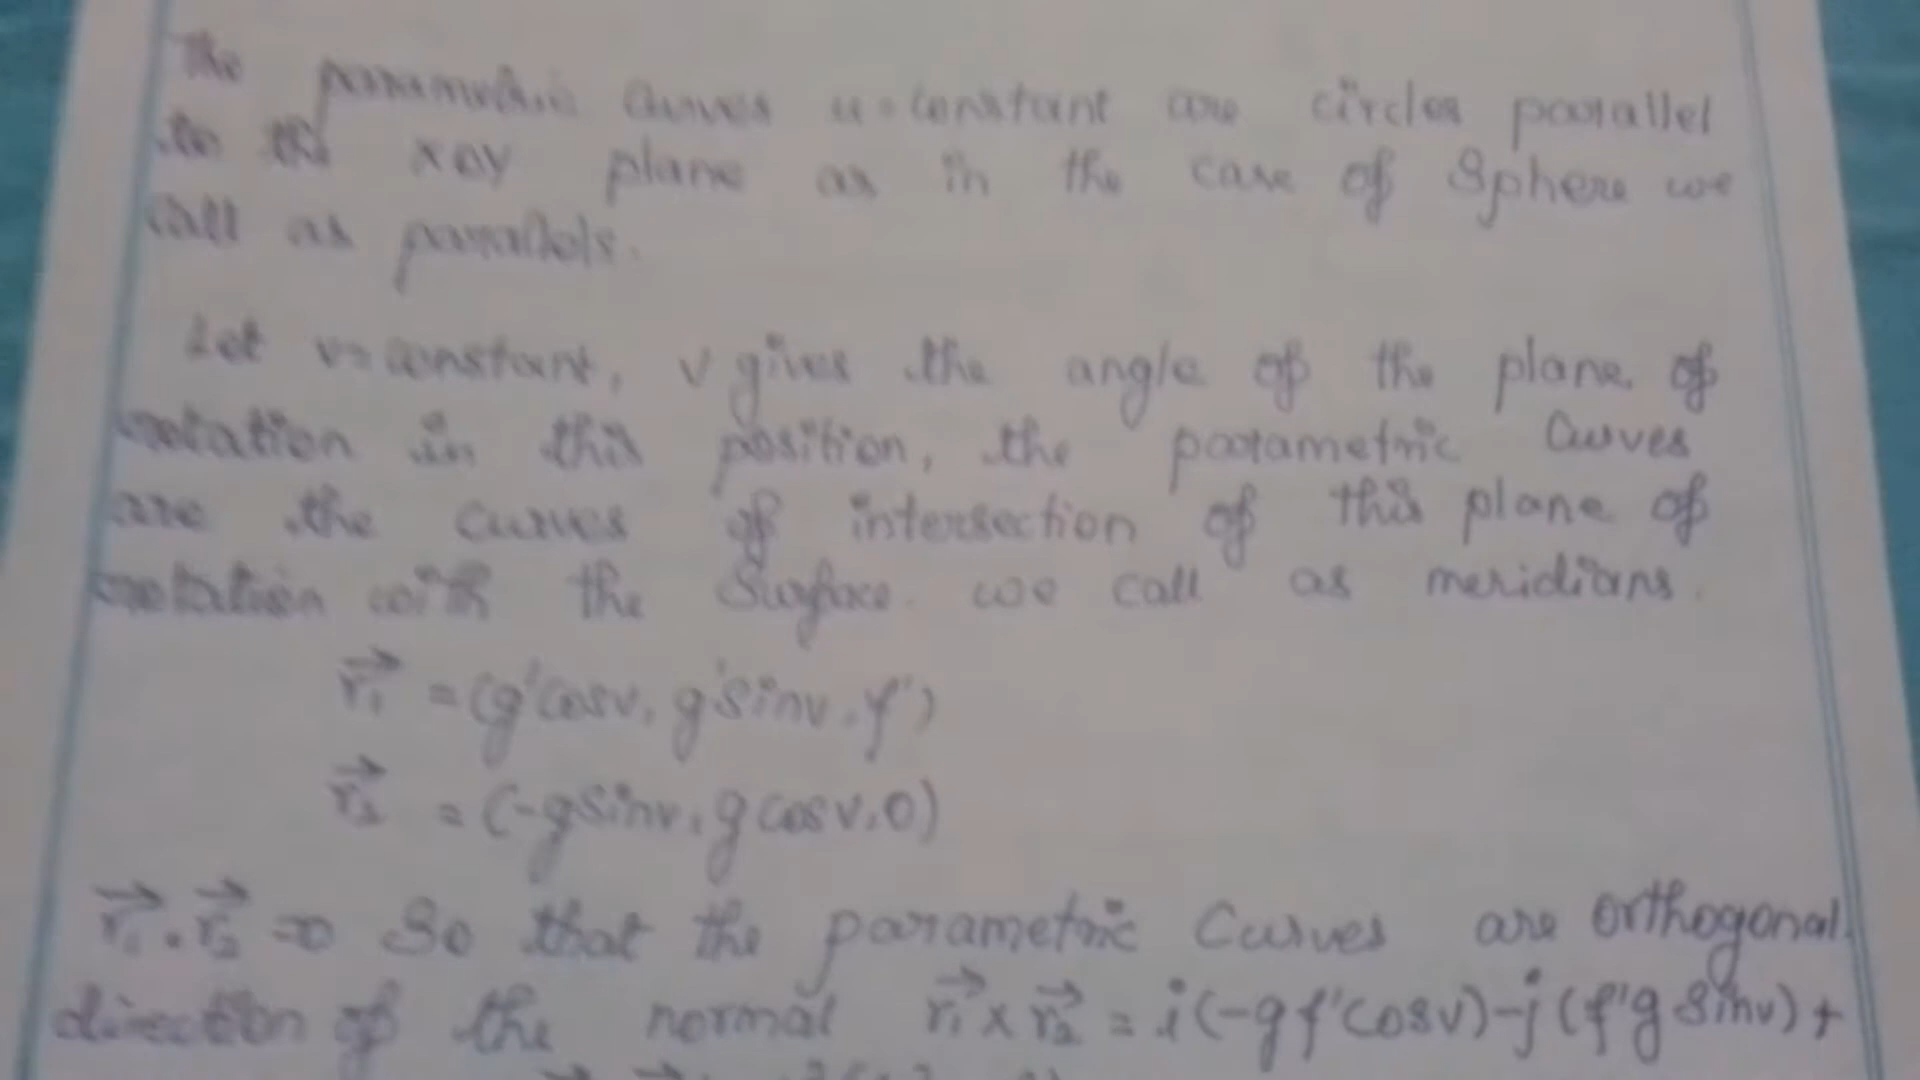 The parametric curves u=constant are circles parallel
to the xoy plane as in the case of Sphere we
call as parallels.
Let v=constant, v gives the angle of the plane of
rotation in this position, the parametric Curves
are the curves of intersection of this plane of
rotation with the Surface. we call as meridians.
r₁⃗ = (g'cosv, g'sinv, f')
r₂⃗ = (-gsinv, gcosv, 0)
r₁⃗ . r₂⃗ =0 So that the parametric Curves are orthogonal.
direction of the normal r₁⃗ x r₂⃗ = i(-gf'cosv)-j(f'g Sinv)+